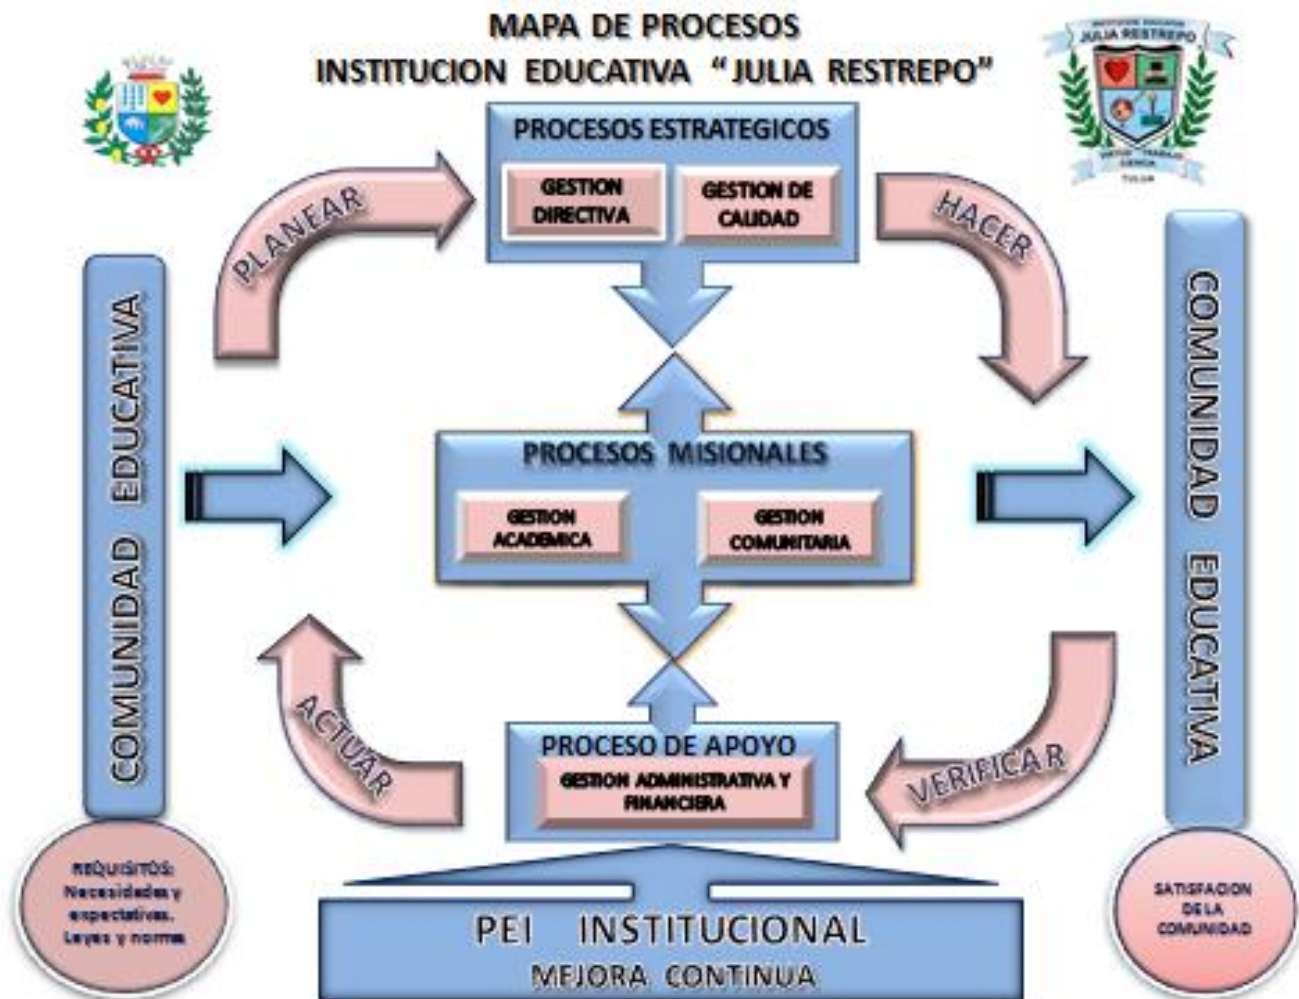 MAPA DE PROCESOS
INSTITUCION EDUCATIVA “JULIA RESTREPO”
JULIA RESTREPO
PROCESOS ESTRATEGICOS
GESTION
DIRECTIVA
GESTION DE
CALIDAD
PLANEAR
HACER
COMUNIDAD EDUCATIVA
PROCESOS MISIONALES
GESTION
ACADEMICA
GESTION
COMUNITARIA
COMUNIDAD EDUCATIVA
ACTUAR
VERIFICAR
PROCESO DE APOYO
GESTION ADMINISTRATIVA Y
FINANCIERA
REQUISITOS:
Necesidades y
expectativas.
Leyes y norma
SATISFACION
DE LA
COMUNIDAD
PEI INSTITUCIONAL
MEJORA CONTINUA